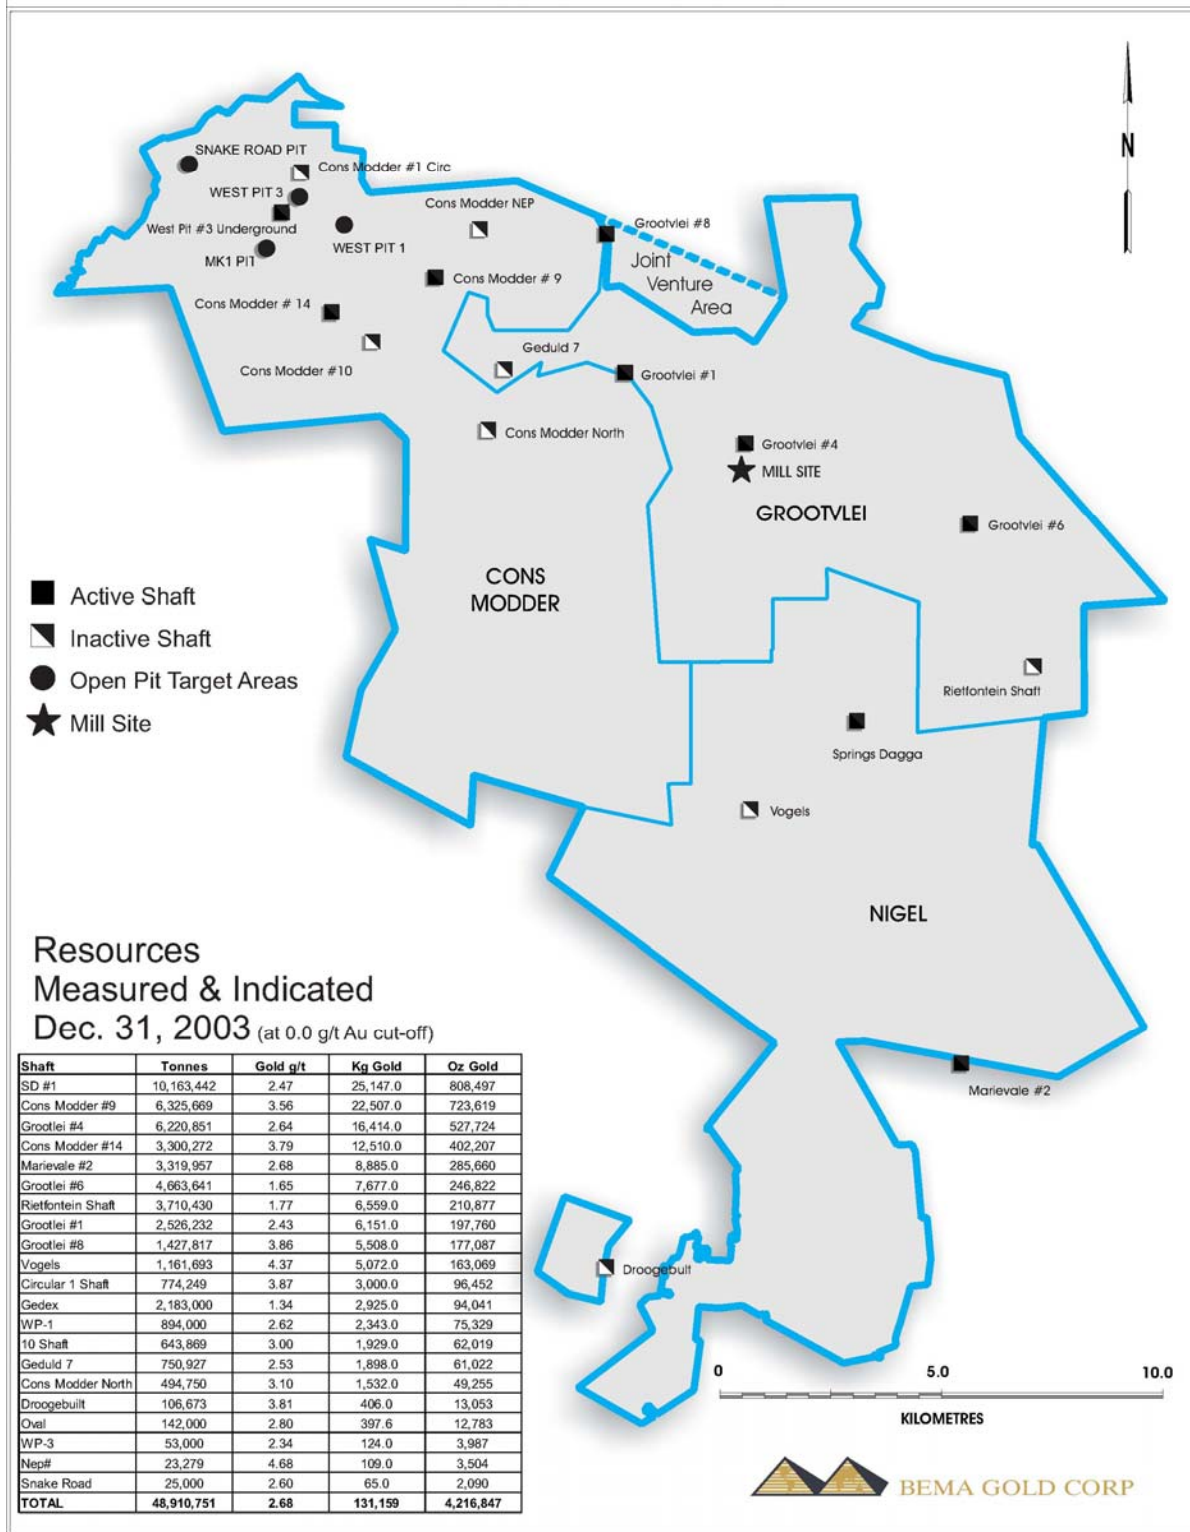 SNAKE ROAD PIT
Cons Modder #1 Circ
WEST PIT 3
Cons Modder NEP
West Pit #3 Underground
WEST PIT 1
MK1 PIT
Grootvlei #8
Joint
Venture
Area
N
Cons Modder # 9
Cons Modder # 14
Cons Modder #10
Geduld 7
Grootvlei #1
Cons Modder North
Grootvlei #4
MILL SITE
GROOTVLEI
Grootvlei #6
CONS
MODDER
Active Shaft
Inactive Shaft
Open Pit Target Areas
Mill Site
Rietfontein Shaft
Springs Dagga
Vogels
NIGEL
Marievale #2
Droogebult
Resources
Measured & Indicated
Dec. 31, 2003 (at 0.0 g/t Au cut-off)
Shaft Tonnes Gold g/t Kg Gold Oz Gold
SD #1 10,163,442 2.47 25,147.0 808,497
Cons Modder #9 6,325,669 3.56 22,507.0 723,619
Grootlei #4 6,220,851 2.64 16,414.0 527,724
Cons Modder #14 3,300,272 3.79 12,510.0 402,207
Marievale #2 3,319,957 2.68 8,885.0 285,660
Grootlei #6 4,663,641 1.65 7,677.0 246,822
Rietfontein Shaft 3,710,430 1.77 6,559.0 210,877
Grootlei #1 2,526,232 2.43 6,151.0 197,760
Grootlei #8 1,427,817 3.86 5,508.0 177,087
Vogels 1,161,693 4.37 5,072.0 163,069
Circular 1 Shaft 774,249 3.87 3,000.0 96,452
Gedex 2,183,000 1.34 2,925.0 94,041
WP-1 894,000 2.62 2,343.0 75,329
10 Shaft 643,869 3.00 1,929.0 62,019
Geduld 7 750,927 2.53 1,898.0 61,022
Cons Modder North 494,750 3.10 1,532.0 49,255
Droogebuilt 106,673 3.81 406.0 13,053
Oval 142,000 2.80 397.6 12,783
WP-3 53,000 2.34 124.0 3,987
Nep# 23,279 4.68 109.0 3,504
Snake Road 25,000 2.60 65.0 2,090
TOTAL 48,910,751 2.68 131,159 4,216,847
0 5.0 10.0
KILOMETRES
BEMA GOLD CORP